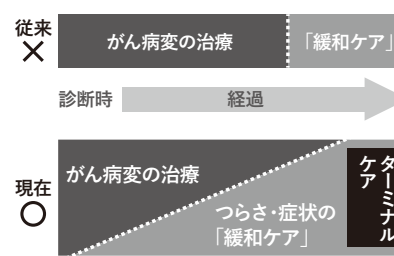 従来
×
がん病変の治療
「緩和ケア」
診断時
経過
現在
○
がん病変の治療
つらさ・症状の
「緩和ケア」
ターミナル
ケア